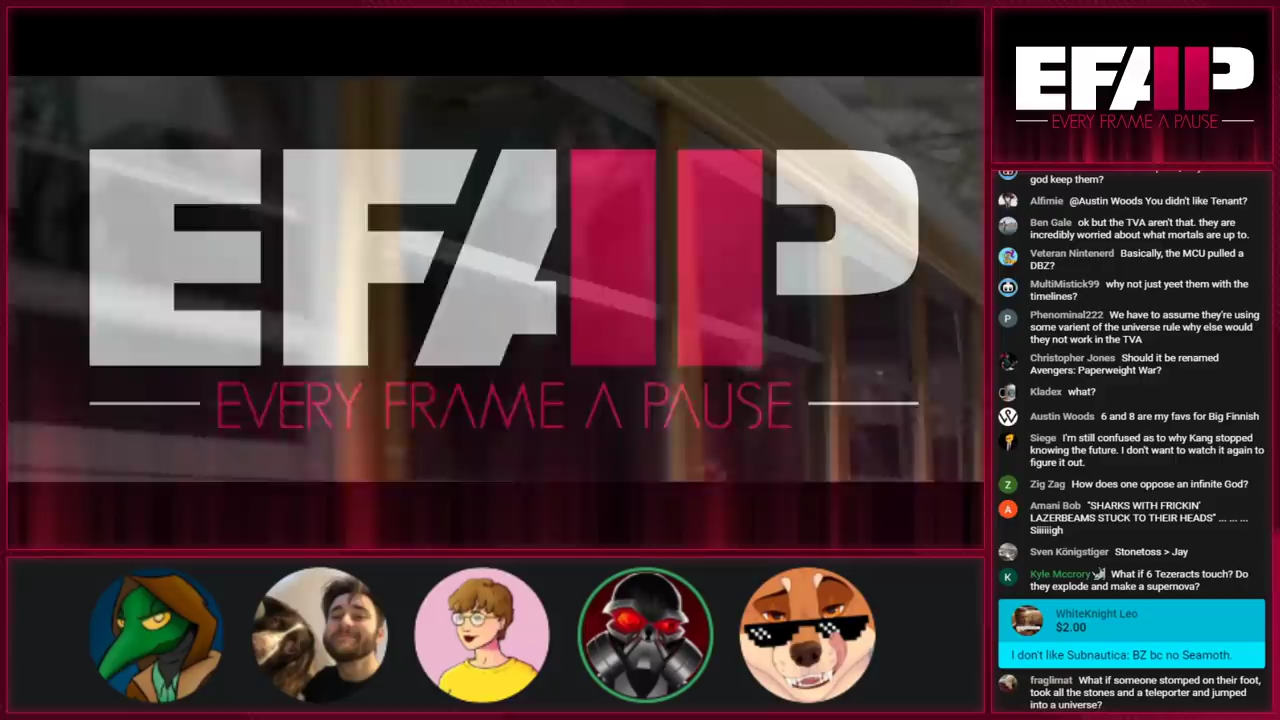 EFAP
EVERY FRAME A PAUSE
EFAP
EVERY FRAME A PAUSE
god keep them?
Alfimie @Austin Woods You didn't like Tenant?
Ben Gale ok but the TVA aren't that. they are
incredibly worried about what mortals are up to.
Veteran Nintenerd Basically, the MCU pulled a
DBZ?
MultiMistick99 why not just yeet them with the
timelines?
P
Phenominal222 We have to assume they're using
some varient of the universe rule why else would
they not work in the TVA
Christopher Jones Should it be renamed
Avengers: Paperweight War?
Kladex what?
Austin Woods 6 and 8 are my favs for Big Finnish
Siege I'm still confused as to why Kang stopped
knowing the future. I don't want to watch it again to
figure it out.
Z
Zig Zag How does one oppose an infinite God?
A
Amani Bob "SHARKS WITH FRICKIN'
LAZERBEAMS STUCK TO THEIR HEADS" ... ... ...
Siiiiiigh
Sven Königstiger Stonetoss > Jay
K
Kyle Mccrory What if 6 Tezeracts touch? Do
they explode and make a supernova?
WhiteKnight Leo
$2.00
I don't like Subnautica: BZ bc no Seamoth.
fraglimat What if someone stomped on their foot,
took all the stones and a teleporter and jumped
into a universe?